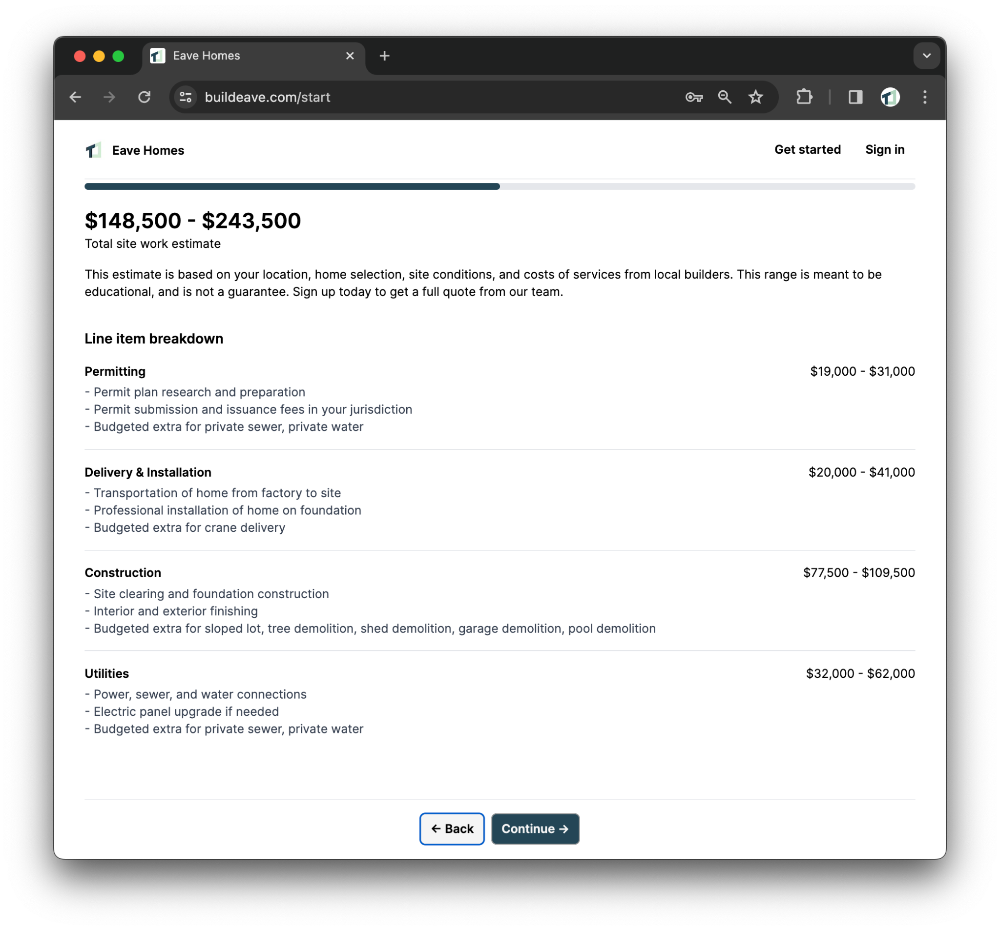 Eave Homes
buildeave.com/start
Eave Homes
Get started
Sign in
$148,500 - $243,500
Total site work estimate
This estimate is based on your location, home selection, site conditions, and costs of services from local builders. This range is meant to be
educational, and is not a guarantee. Sign up today to get a full quote from our team.
Line item breakdown
Permitting
$19,000 - $31,000
- Permit plan research and preparation
- Permit submission and issuance fees in your jurisdiction
- Budgeted extra for private sewer, private water
Delivery & Installation
$20,000 - $41,000
- Transportation of home from factory to site
- Professional installation of home on foundation
- Budgeted extra for crane delivery
Construction
$77,500 - $109,500
- Site clearing and foundation construction
- Interior and exterior finishing
- Budgeted extra for sloped lot, tree demolition, shed demolition, garage demolition, pool demolition
Utilities
$32,000 - $62,000
- Power, sewer, and water connections
- Electric panel upgrade if needed
- Budgeted extra for private sewer, private water
← Back
Continue →